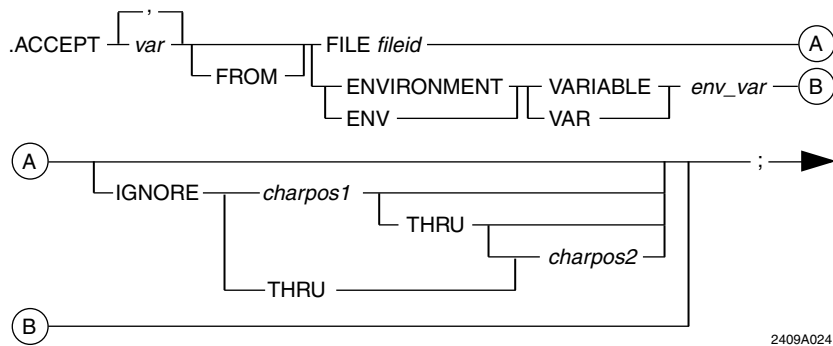 ,
.ACCEPT var FILE fileid A
FROM
ENVIRONMENT VARIABLE env_var B
ENV VAR
A ;
IGNORE charpos1
THRU
charpos2
THRU
B
2409A024